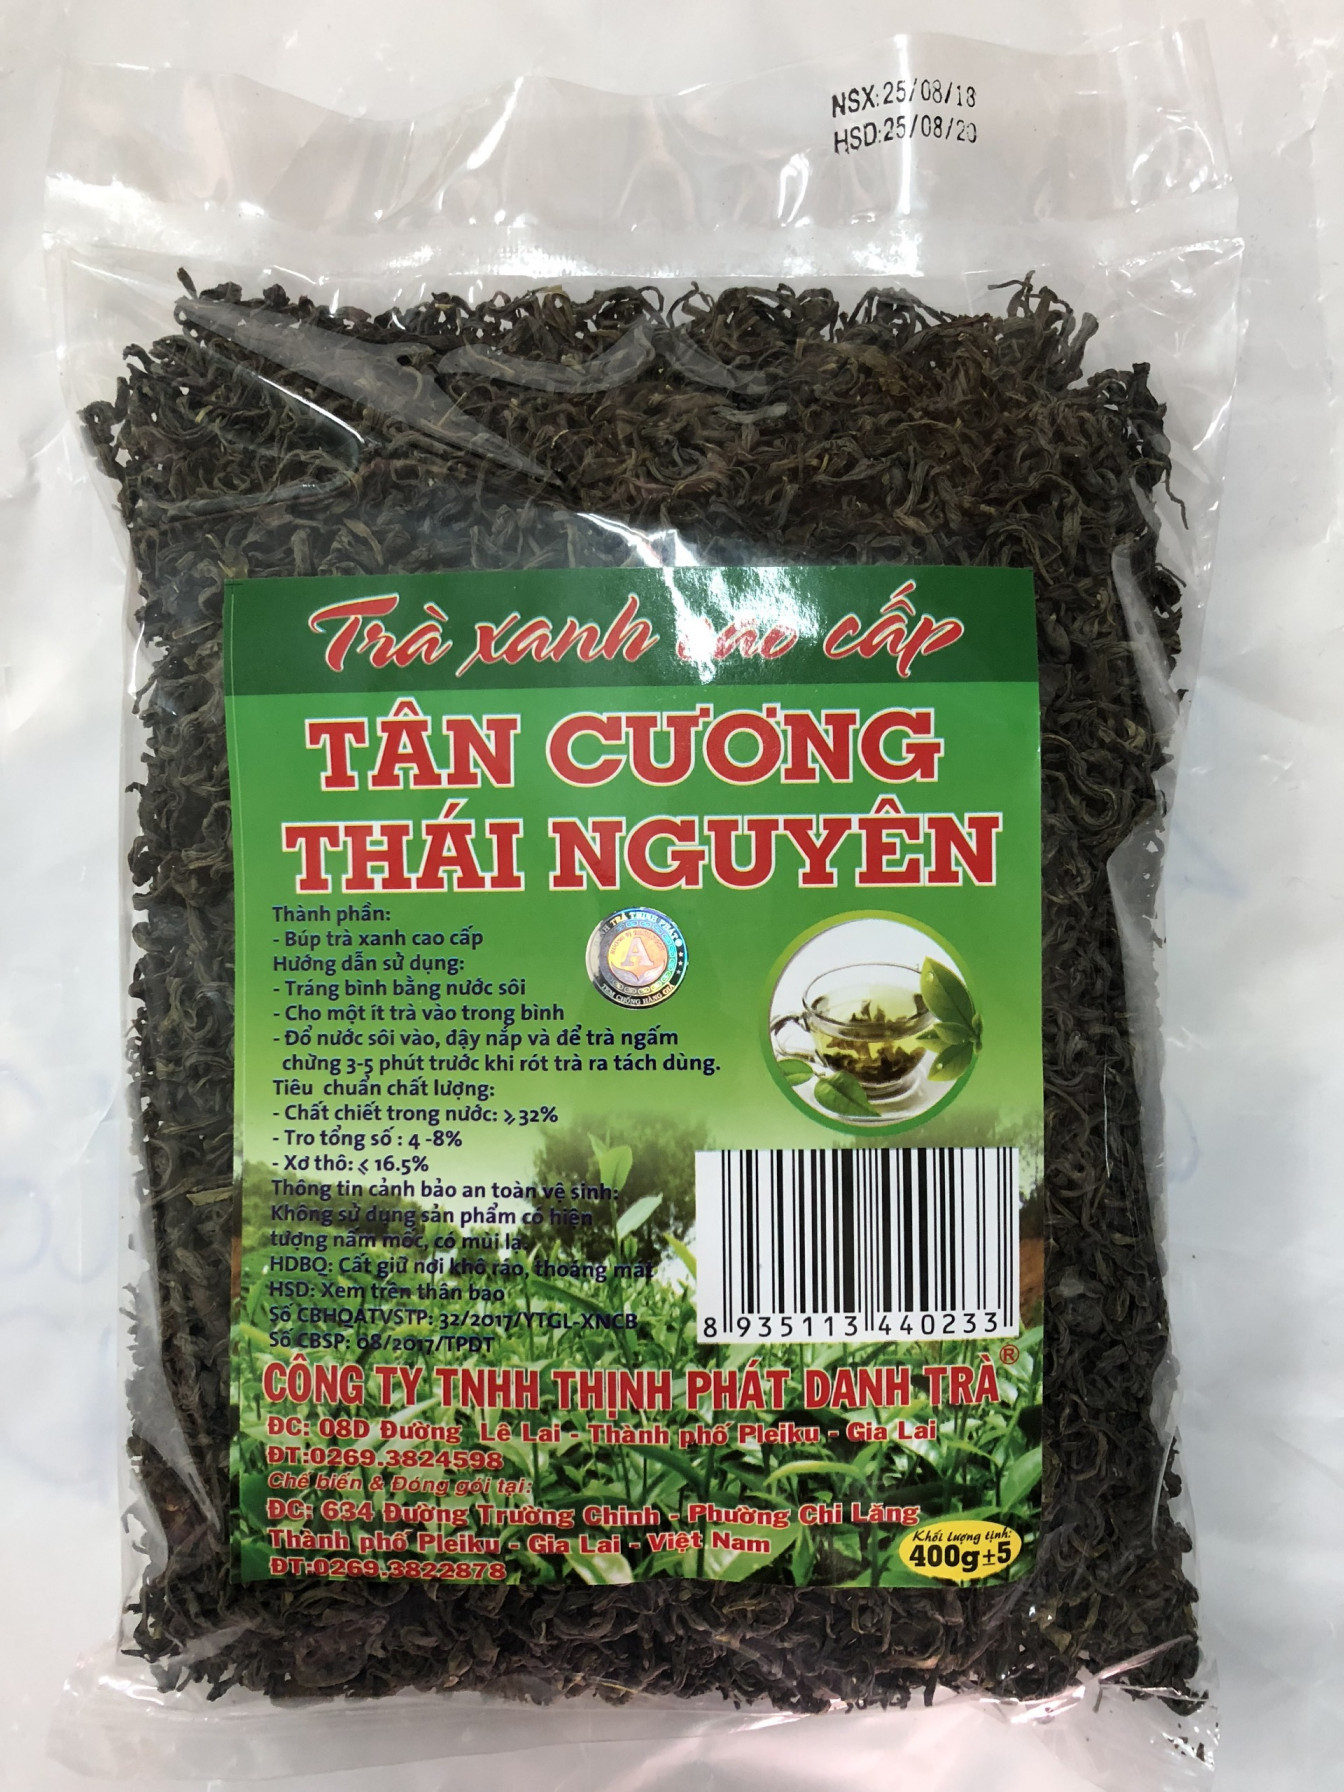 NSX:25/08/18
HSD:25/08/20
Trà xanh cao cấp
TÂN CƯƠNG
THÁI NGUYÊN
Thành phần:
- Búp trà xanh cao cấp
Hướng dẫn sử dụng:
- Tráng bình bằng nước sôi
- Cho một ít trà vào trong bình
- Đổ nước sôi vào, đậy nắp và để trà ngấm
chừng 3-5 phút trước khi rót trà ra tách dùng.
Tiêu chuẩn chất lượng:
- Chất chiết trong nước: ⩾ 32%
- Tro tổng số : 4 -8%
- Xơ thô: ⩽ 16.5%
Thông tin cảnh báo an toàn vệ sinh:
Không sử dụng sản phẩm có hiện
tượng nấm mốc, có mùi lạ.
HDBQ: Cất giữ nơi khô ráo, thoáng mát
HSD: Xem trên thân bao
Số CBHQATVSTP: 32/2017/YTGL-XNCB
Số CBSP: 08/2017/TPDT
TRÀ THỊNH PHÁT®
A
TEM CHỐNG HÀNG GIẢ
8 935113 440233
CÔNG TY TNHH THỊNH PHÁT DANH TRÀ®
ĐC: 08D Đường Lê Lai - Thành phố Pleiku - Gia Lai
ĐT:0269.3824598
Chế biến & Đóng gói tại:
ĐC: 634 Đường Trường Chinh - Phường Chi Lăng
Thành phố Pleiku - Gia Lai - Việt Nam
ĐT:0269.3822878
Khối lượng tịnh:
400g±5